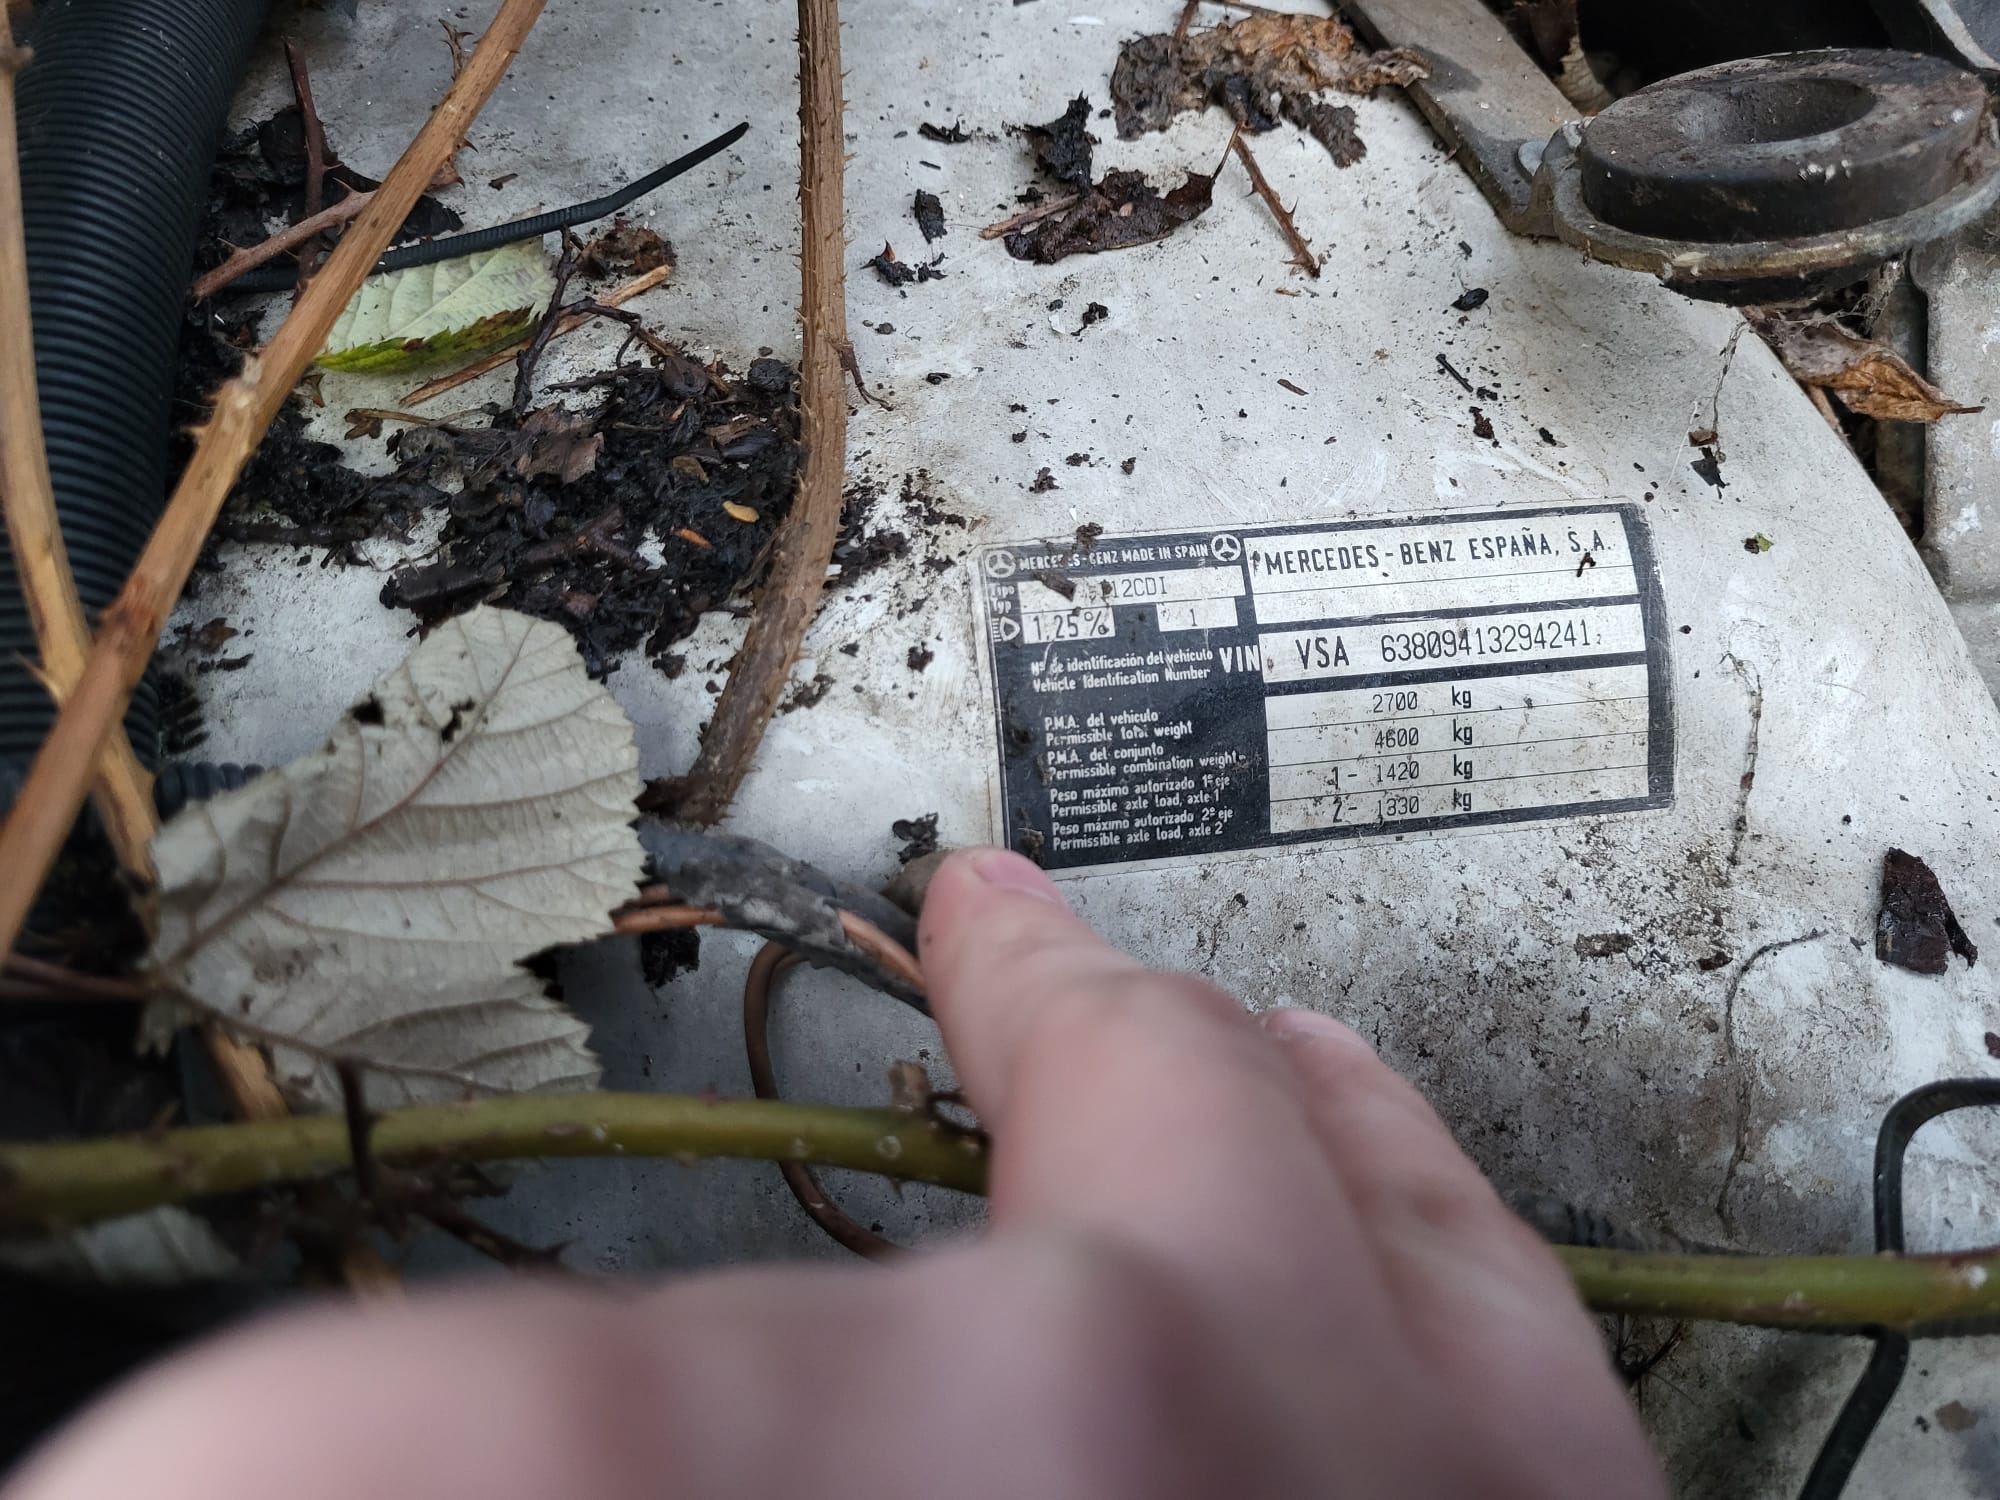 MERCEDES-BENZ MADE IN SPAIN
MERCEDES-BENZ ESPAÑA, S.A.
Tipo
Typ
112CDI
1,25%
1
Nº de identificación del vehiculo
Vehicle Identification Number
VIN
VSA 63809413294241
P.M.A. del vehiculo
Permissible total weight
2700 kg
P.M.A. del conjunto
Permissible combination weight
4600 kg
Peso máximo autorizado 1º eje
Permissible axle load, axle 1
1- 1420 kg
Peso máximo autorizado 2º eje
Permissible axle load, axle 2
2- 1330 kg